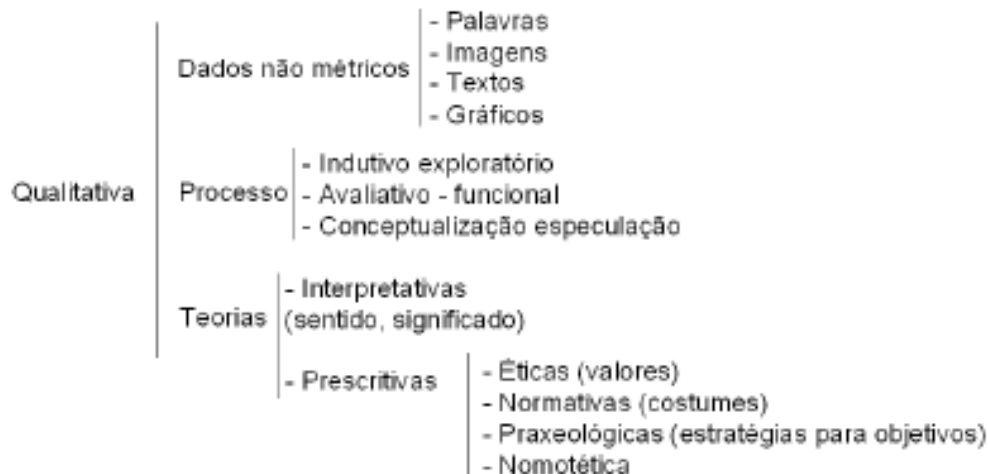 Qualitativa
Dados não métricos
- Palavras
- Imagens
- Textos
- Gráficos
Processo
- Indutivo exploratório
- Avaliativo - funcional
- Conceptualização especulação
Teorias
- Interpretativas
(sentido, significado)
- Prescritivas
- Éticas (valores)
- Normativas (costumes)
- Praxeológicas (estratégias para objetivos)
- Nomotética